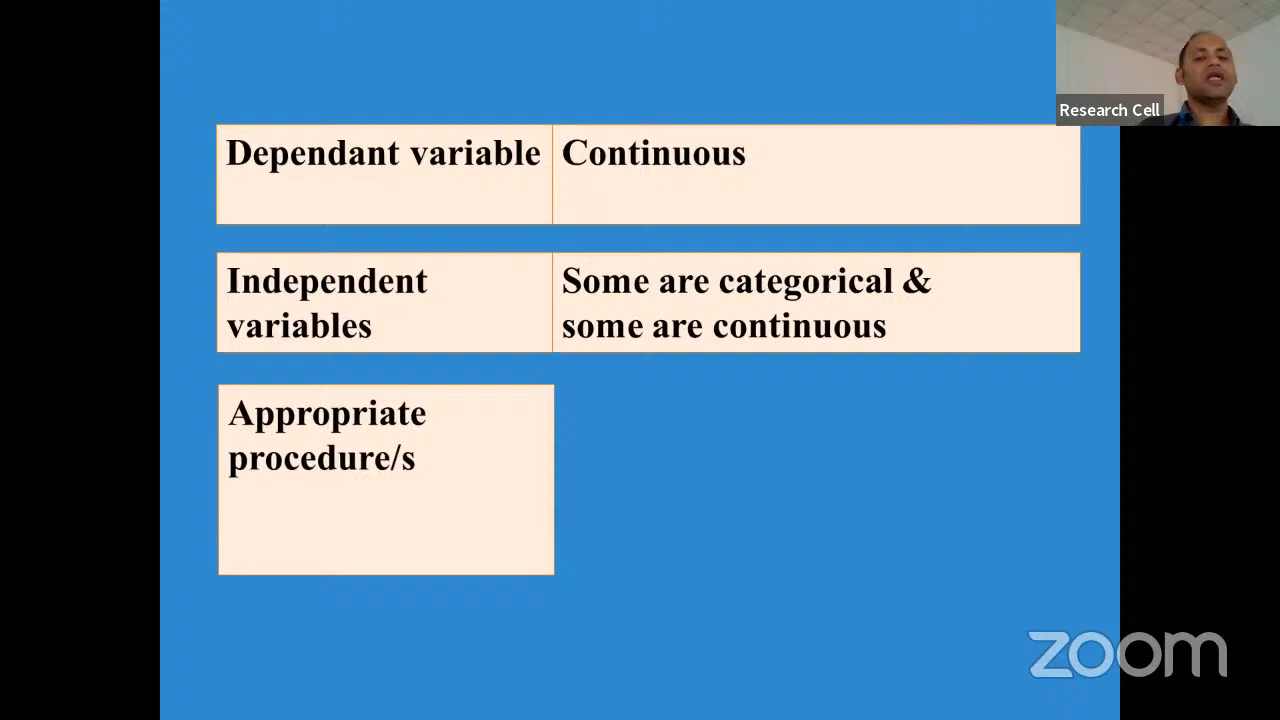 Research Cell
Dependant variable
Continuous
Independent
variables
Some are categorical &
some are continuous
Appropriate
procedure/s
zoom